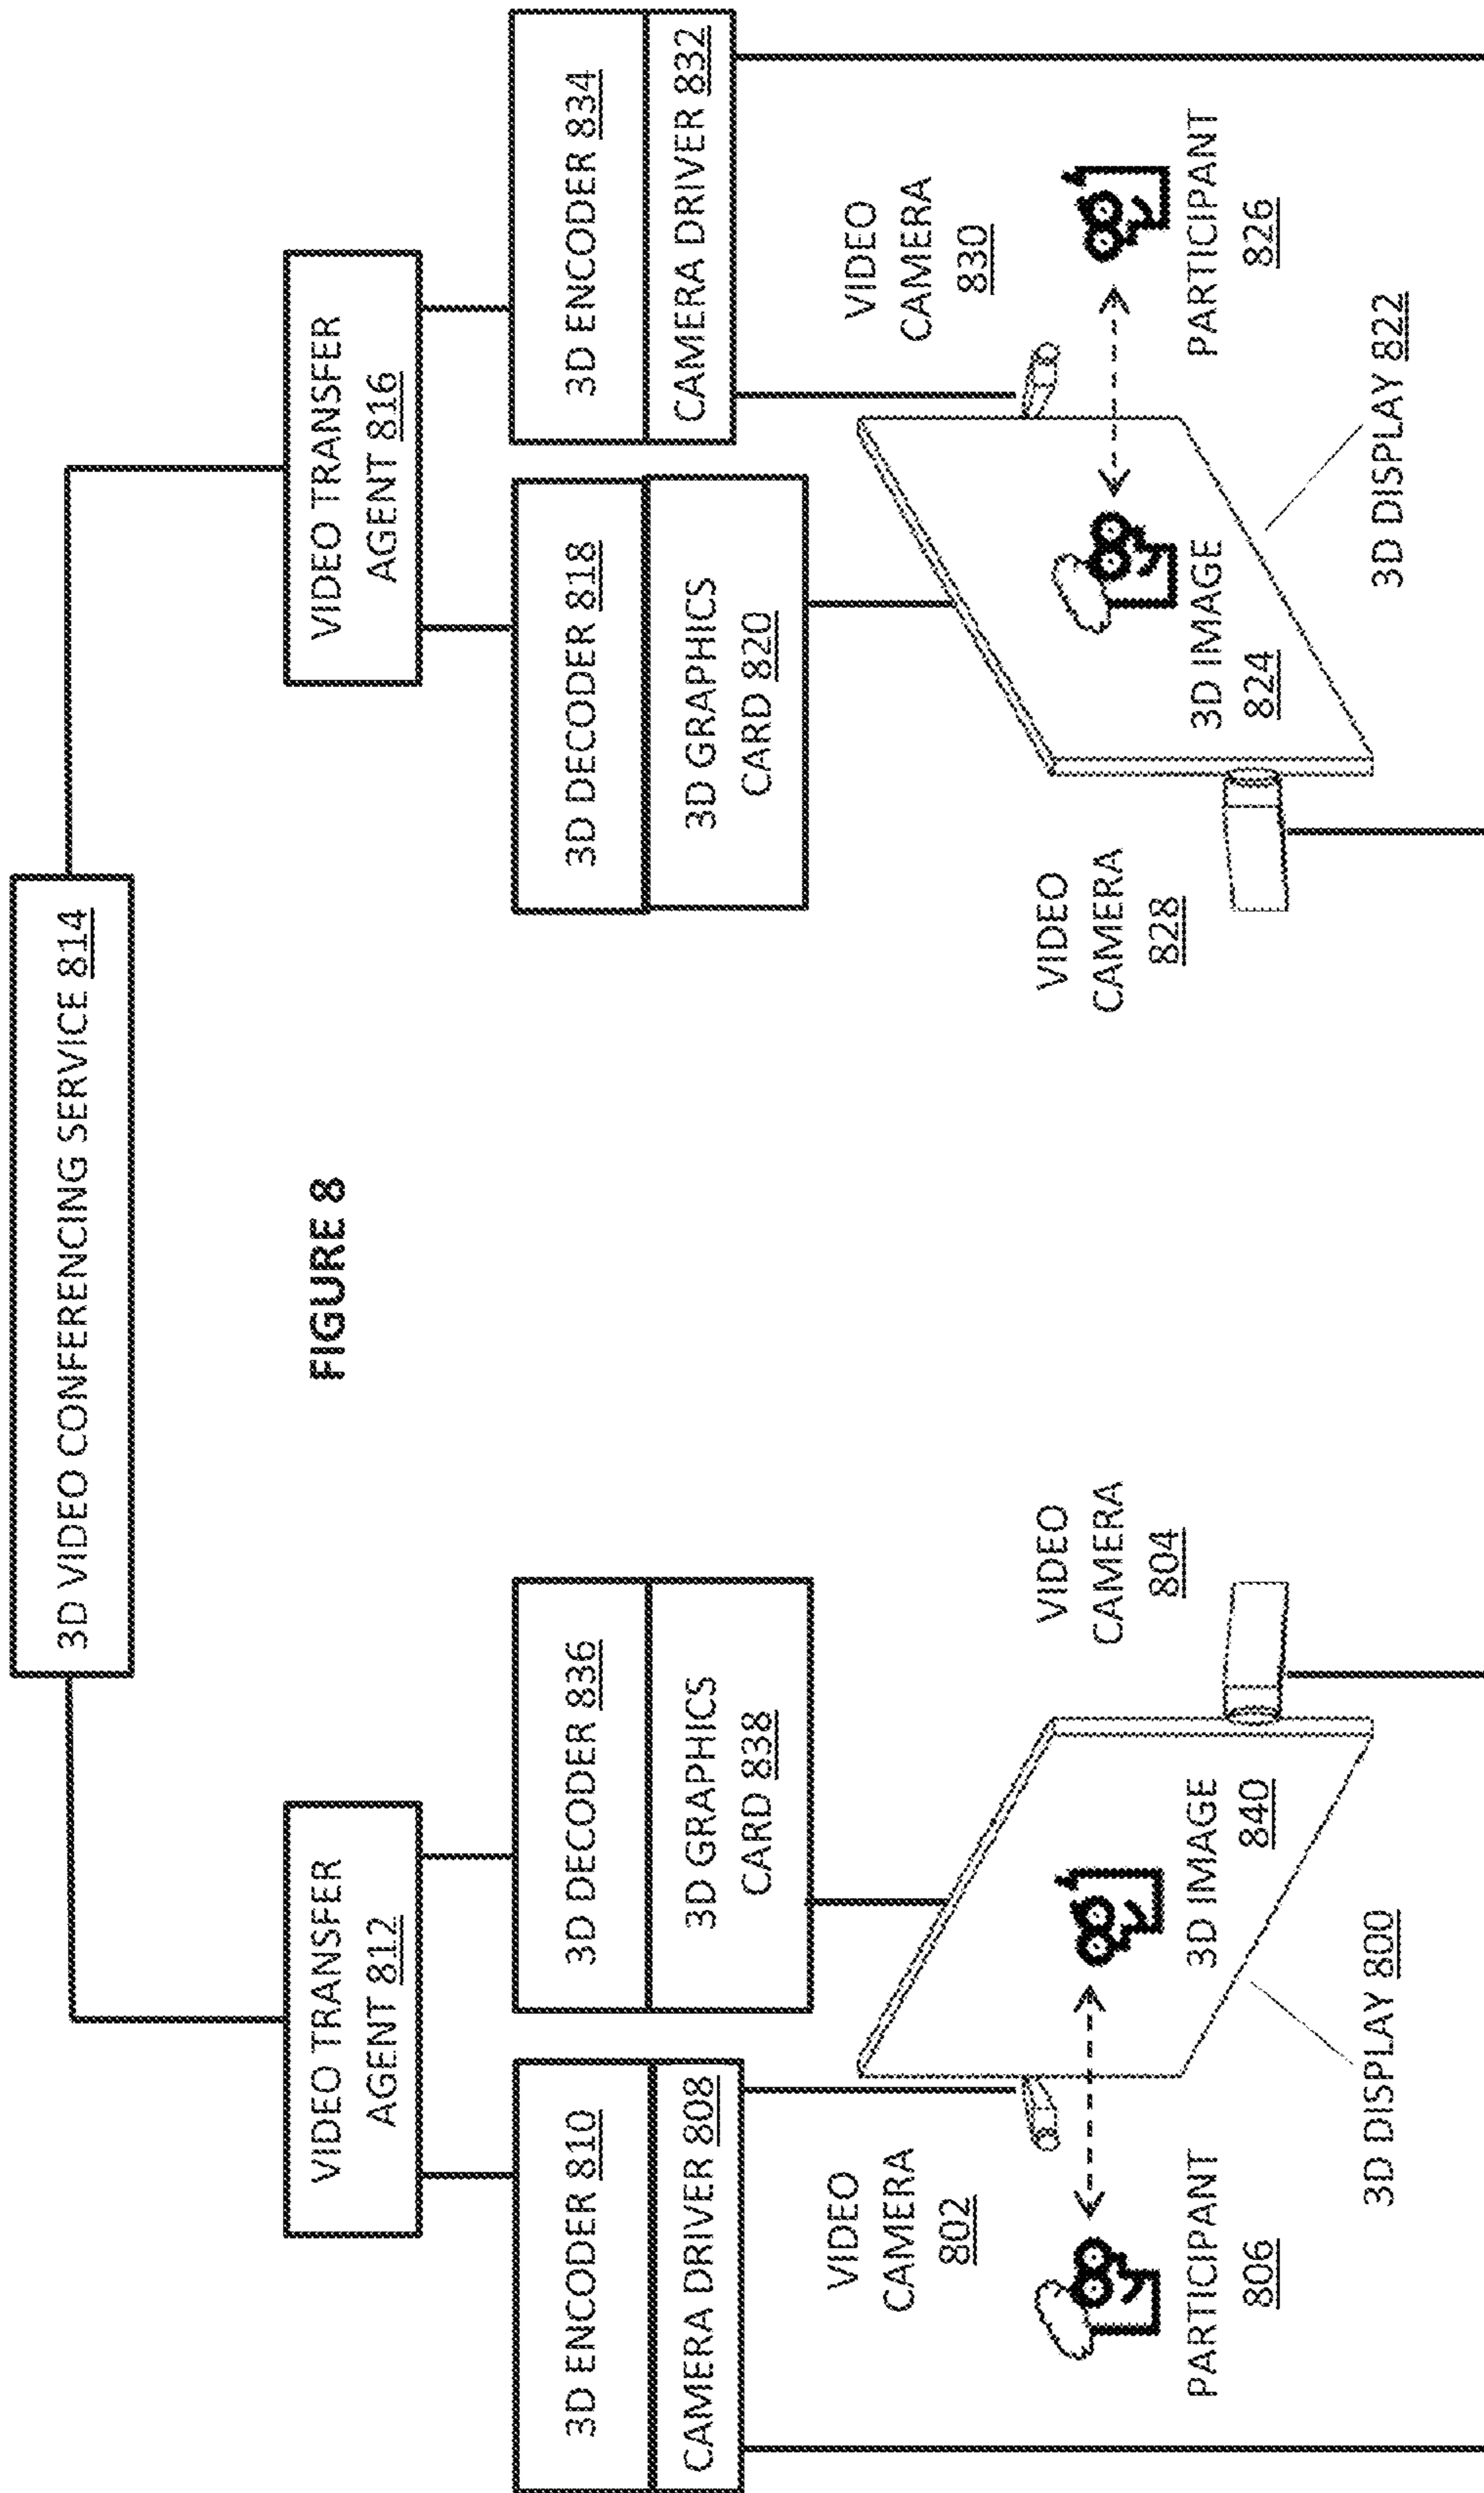 3D VIDEO CONFERENCING SERVICE 814
FIGURE 8
VIDEO TRANSFER
AGENT 812
VIDEO TRANSFER
AGENT 816
3D ENCODER 810
CAMERA DRIVER 808
3D DECODER 836
3D GRAPHICS
CARD 838
3D DECODER 818
3D GRAPHICS
CARD 820
3D ENCODER 834
CAMERA DRIVER 832
VIDEO
CAMERA
802
VIDEO
CAMERA
804
VIDEO
CAMERA
828
VIDEO
CAMERA
830
PARTICIPANT
806
3D IMAGE
840
3D IMAGE
824
PARTICIPANT
826
3D DISPLAY 800
3D DISPLAY 822